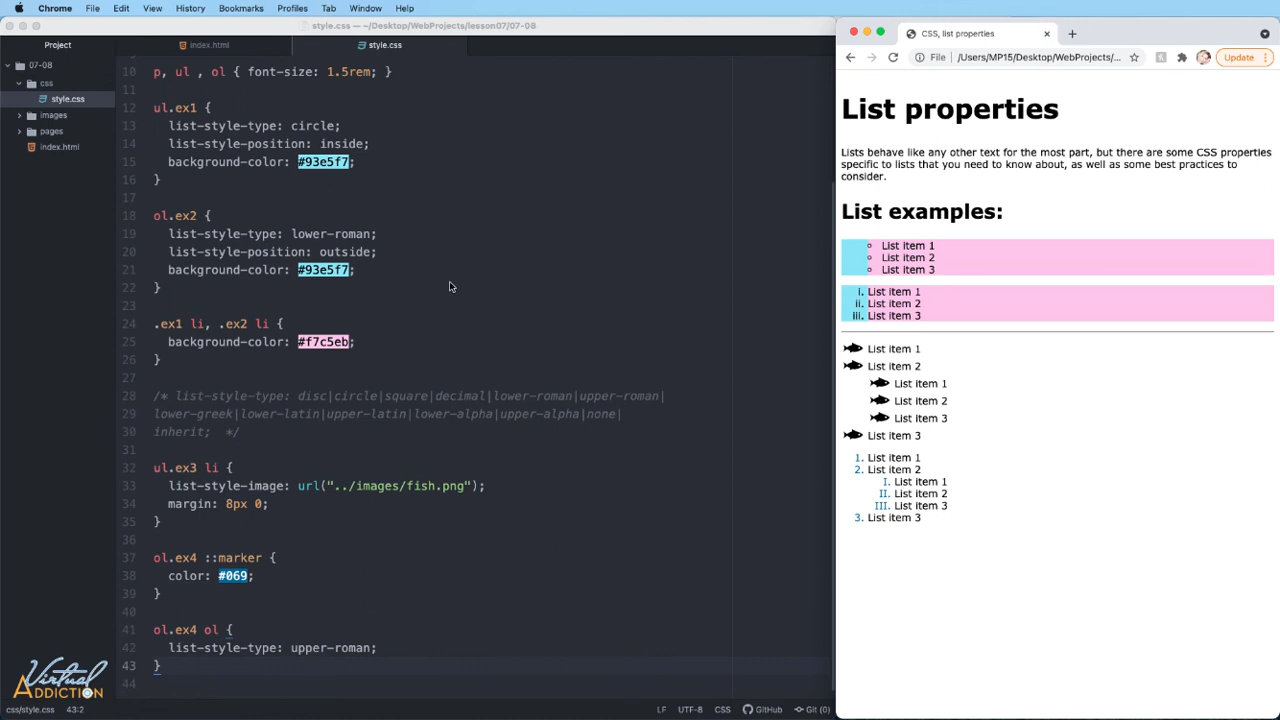 Chrome File Edit View History Bookmarks Profiles Tab Window Help
style.css — ~/Desktop/WebProjects/lesson07/07-08
Project
index.html
style.css
07-08
css
style.css
images
pages
index.html
10 p, ul , ol { font-size: 1.5rem; }
11
12 ul.ex1 {
13 list-style-type: circle;
14 list-style-position: inside;
15 background-color: #93e5f7;
16 }
17
18 ol.ex2 {
19 list-style-type: lower-roman;
20 list-style-position: outside;
21 background-color: #93e5f7;
22 }
23
24 .ex1 li, .ex2 li {
25 background-color: #f7c5eb;
26 }
27
28 /* list-style-type: disc|circle|square|decimal|lower-roman|upper-roman|
29 lower-greek|lower-latin|upper-latin|lower-alpha|upper-alpha|none|
30 inherit; */
31
32 ul.ex3 li {
33 list-style-image: url("../images/fish.png");
34 margin: 8px 0;
35 }
36
37 ol.ex4 ::marker {
38 color: #069;
39 }
40
41 ol.ex4 ol {
42 list-style-type: upper-roman;
43 }
44
Virtual
ADDICTION
css/style.css 43:2
LF UTF-8 CSS GitHub Git (0)
CSS, list properties
File /Users/MP15/Desktop/WebProjects/... Update
List properties
Lists behave like any other text for the most part, but there are some CSS properties
specific to lists that you need to know about, as well as some best practices to
consider.
List examples:
List item 1
List item 2
List item 3
i. List item 1
ii. List item 2
iii. List item 3
List item 1
List item 2
List item 1
List item 2
List item 3
List item 3
1. List item 1
2. List item 2
I. List item 1
II. List item 2
III. List item 3
3. List item 3